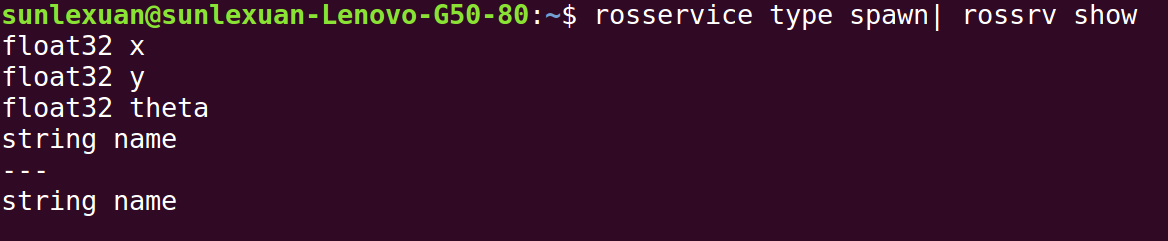 sunlexuan@sunlexuan-Lenovo-G50-80:~$ rosservice type spawn| rossrv show
float32 x
float32 y
float32 theta
string name
---
string name